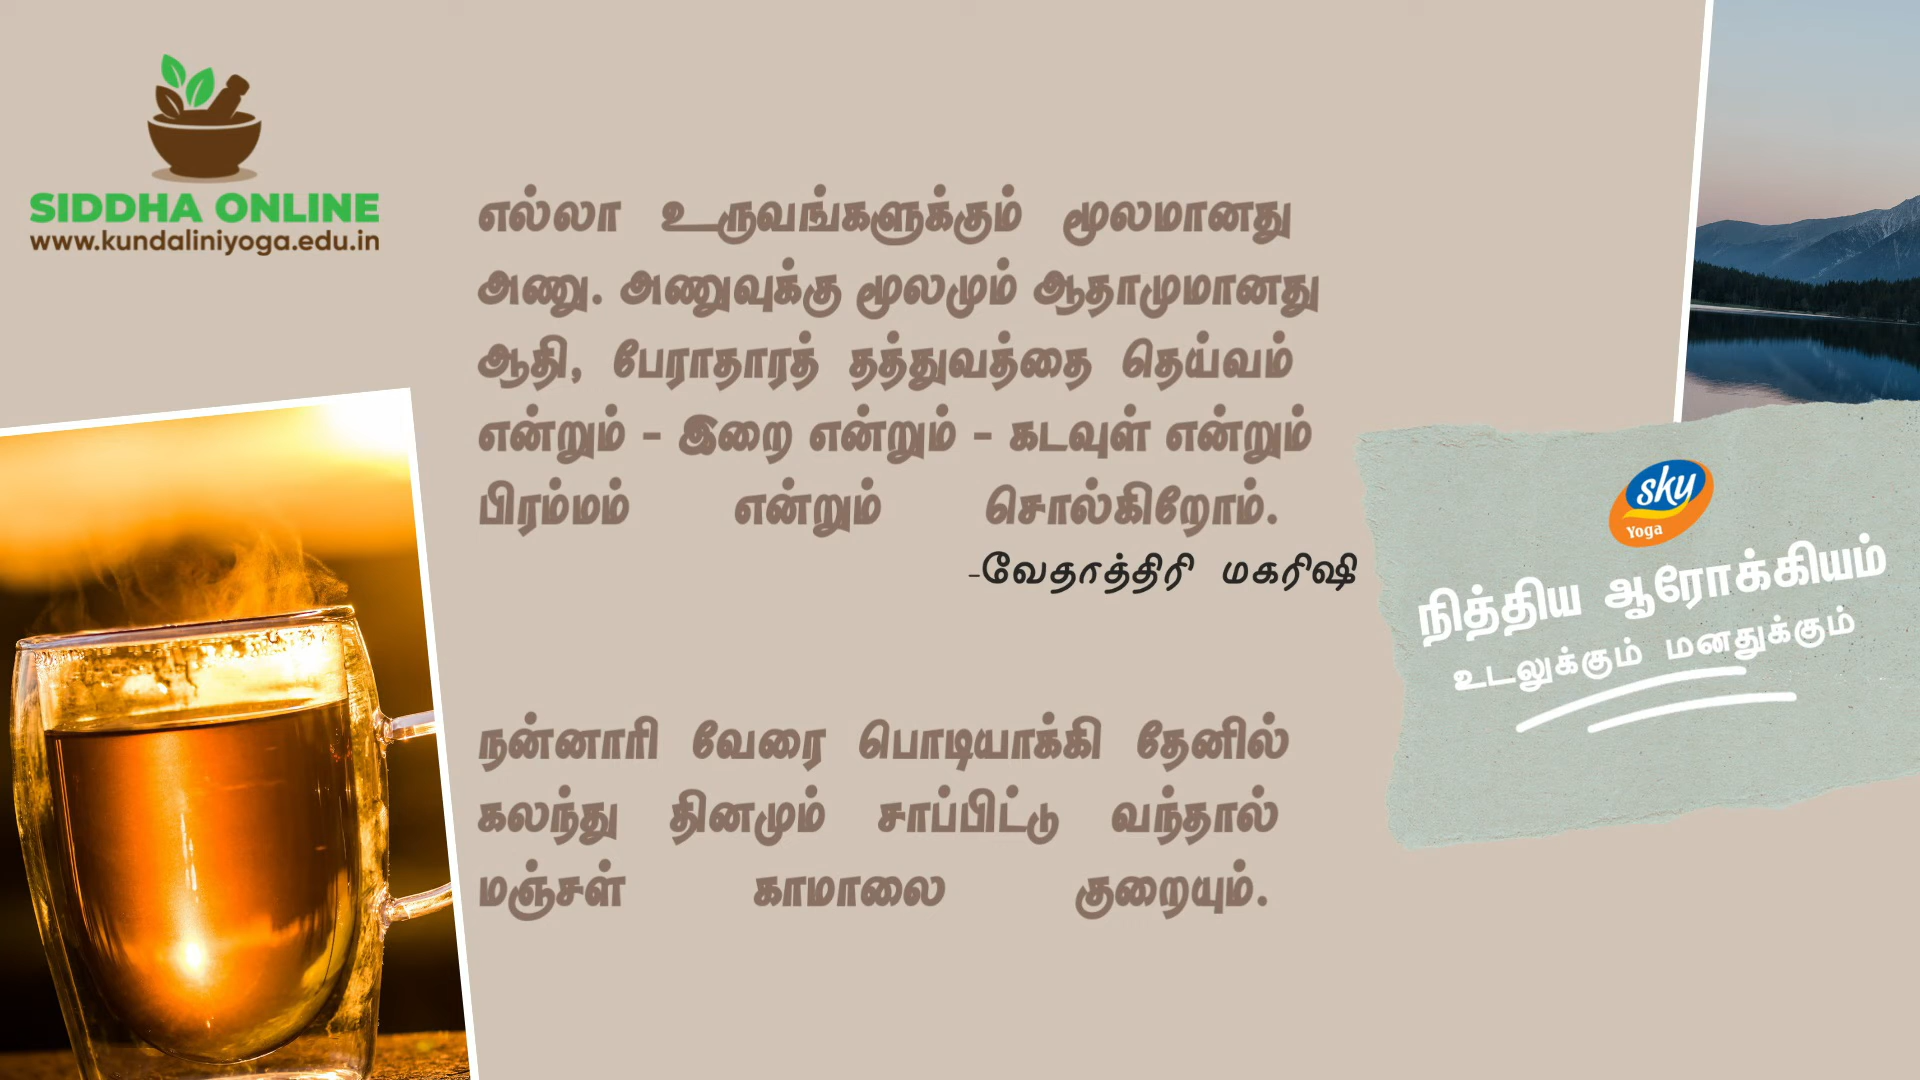 SIDDHA ONLINE
www.kundaliniyoga.edu.in
எல்லா உருவங்களுக்கும் மூலமானது
அணு. அணுவுக்கு மூலமும் ஆதாமுமானது
ஆதி, பேராதாரத் தத்துவத்தை தெய்வம்
என்றும் - இறை என்றும் - கடவுள் என்றும்
பிரம்மம் என்றும் சொல்கிறோம்.
-வேதாத்திரி மகரிஷி
நன்னாரி வேரை பொடியாக்கி தேனில்
கலந்து தினமும் சாப்பிட்டு வந்தால்
மஞ்சள் காமாலை குறையும்.
sky
Yoga
நித்திய ஆரோக்கியம்
உடலுக்கும் மனதுக்கும்